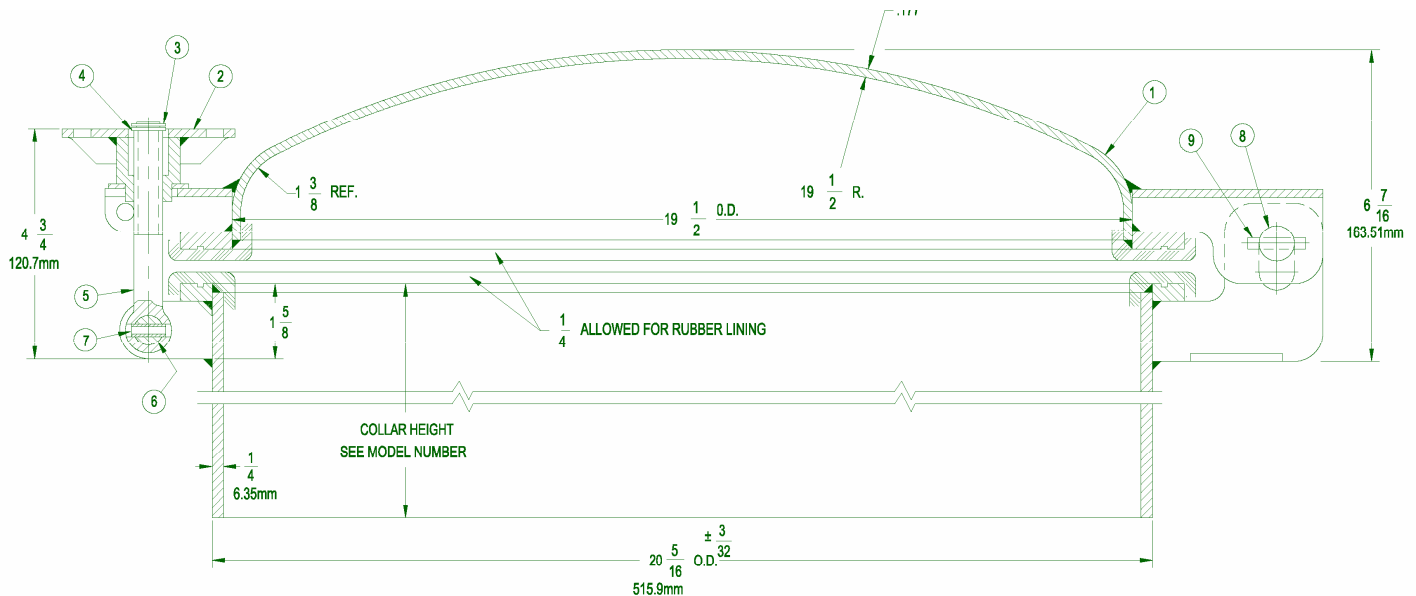 3
4
2
1
9
8
1 3/8 REF.
19 1/2 R.
19 1/2 O.D.
6 7/16
163.51mm
4 3/4
120.7mm
5
1 5/8
1/4 ALLOWED FOR RUBBER LINING
7
6
COLLAR HEIGHT
SEE MODEL NUMBER
1/4
6.35mm
± 3/32
20 5/16 O.D.
515.9mm